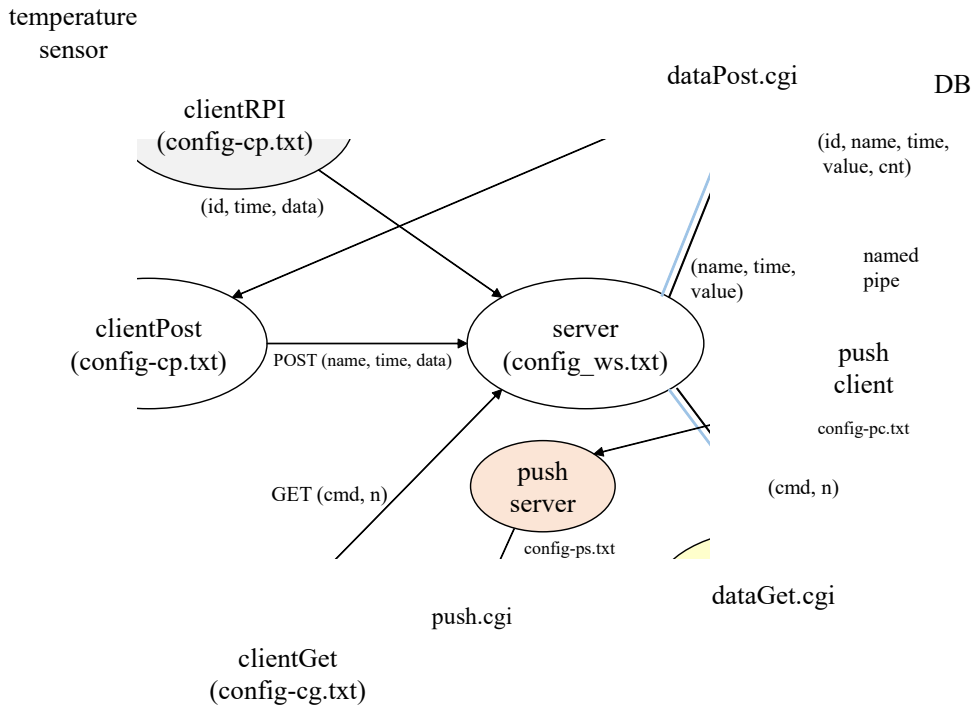 temperature
sensor
dataPost.cgi
DB
clientRPI
(config-cp.txt)
(id, name, time,
value, cnt)
(id, time, data)
named
pipe
(name, time,
value)
clientPost
(config-cp.txt)
POST (name, time, data)
server
(config_ws.txt)
push
client
config-pc.txt
push
server
config-ps.txt
GET (cmd, n)
(cmd, n)
dataGet.cgi
push.cgi
clientGet
(config-cg.txt)